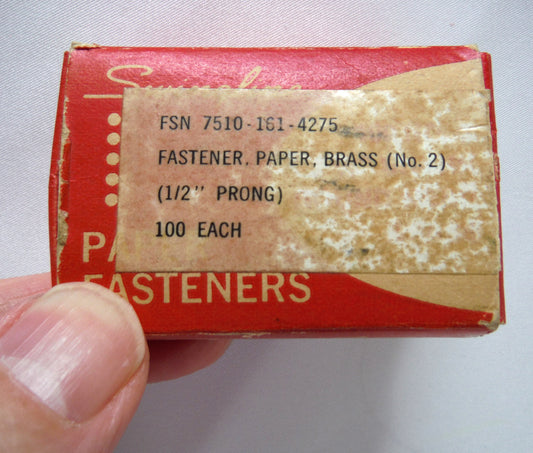 FSN 7510-161-4275
FASTENER, PAPER, BRASS (No. 2)
(1/2" PRONG)
100 EACH
FASTENERS